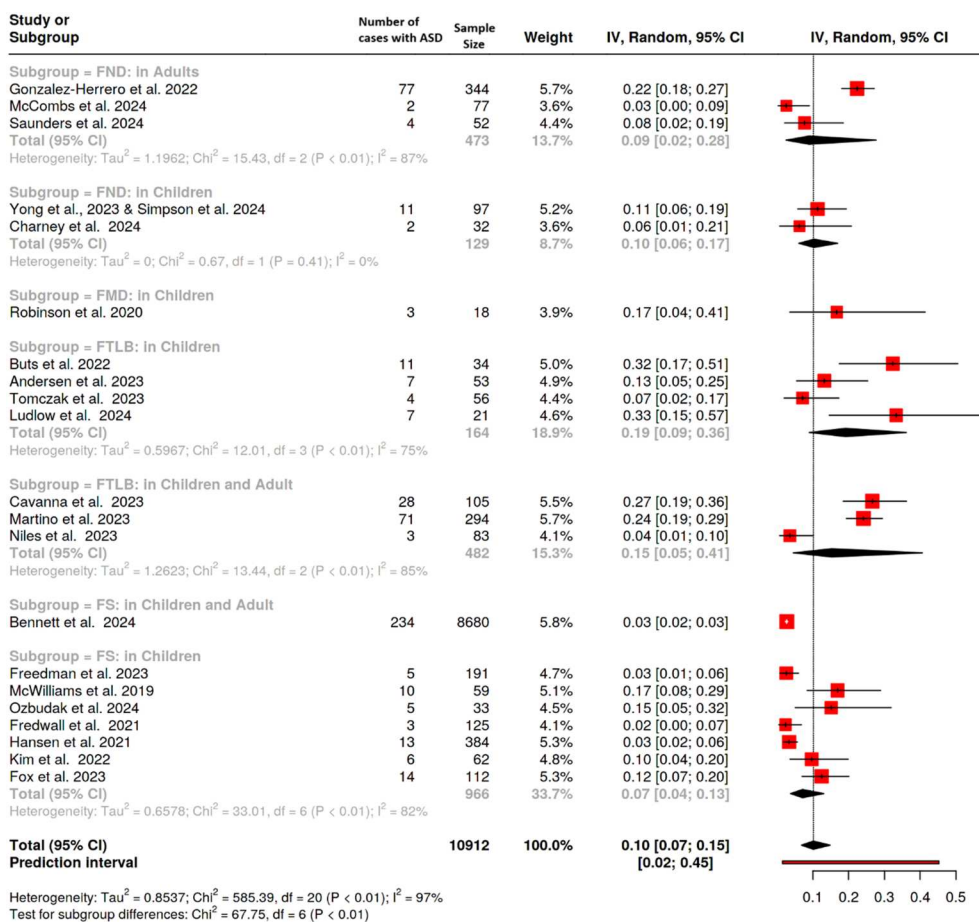 Study or Subgroup Number of cases with ASD Sample Size Weight IV, Random, 95% CI IV, Random, 95% CI
Subgroup = FND: in Adults
Gonzalez-Herrero et al. 2022 77 344 5.7% 0.22 [0.18; 0.27]
McCombs et al. 2024 2 77 3.6% 0.03 [0.00; 0.09]
Saunders et al. 2024 4 52 4.4% 0.08 [0.02; 0.19]
Total (95% CI) 473 13.7% 0.09 [0.02; 0.28]
Heterogeneity: Tau² = 1.1962; Chi² = 15.43, df = 2 (P < 0.01); I² = 87%
Subgroup = FND: in Children
Yong et al., 2023 & Simpson et al. 2024 11 97 5.2% 0.11 [0.06; 0.19]
Charney et al. 2024 2 32 3.6% 0.06 [0.01; 0.21]
Total (95% CI) 129 8.7% 0.10 [0.06; 0.17]
Heterogeneity: Tau² = 0; Chi² = 0.67, df = 1 (P = 0.41); I² = 0%
Subgroup = FMD: in Children
Robinson et al. 2020 3 18 3.9% 0.17 [0.04; 0.41]
Subgroup = FTLB: in Children
Buts et al. 2022 11 34 5.0% 0.32 [0.17; 0.51]
Andersen et al. 2023 7 53 4.9% 0.13 [0.05; 0.25]
Tomczak et al. 2023 4 56 4.4% 0.07 [0.02; 0.17]
Ludlow et al. 2024 7 21 4.6% 0.33 [0.15; 0.57]
Total (95% CI) 164 18.9% 0.19 [0.09; 0.36]
Heterogeneity: Tau² = 0.5967; Chi² = 12.01, df = 3 (P < 0.01); I² = 75%
Subgroup = FTLB: in Children and Adult
Cavanna et al. 2023 28 105 5.5% 0.27 [0.19; 0.36]
Martino et al. 2023 71 294 5.7% 0.24 [0.19; 0.29]
Niles et al. 2023 3 83 4.1% 0.04 [0.01; 0.10]
Total (95% CI) 482 15.3% 0.15 [0.05; 0.41]
Heterogeneity: Tau² = 1.2623; Chi² = 13.44, df = 2 (P < 0.01); I² = 85%
Subgroup = FS: in Children and Adult
Bennett et al. 2024 234 8680 5.8% 0.03 [0.02; 0.03]
Subgroup = FS: in Children
Freedman et al. 2023 5 191 4.7% 0.03 [0.01; 0.06]
McWilliams et al. 2019 10 59 5.1% 0.17 [0.08; 0.29]
Ozbudak et al. 2024 5 33 4.5% 0.15 [0.05; 0.32]
Fredwall et al. 2021 3 125 4.1% 0.02 [0.00; 0.07]
Hansen et al. 2021 13 384 5.3% 0.03 [0.02; 0.06]
Kim et al. 2022 6 62 4.8% 0.10 [0.04; 0.20]
Fox et al. 2023 14 112 5.3% 0.12 [0.07; 0.20]
Total (95% CI) 966 33.7% 0.07 [0.04; 0.13]
Heterogeneity: Tau² = 0.6578; Chi² = 33.01, df = 6 (P < 0.01); I² = 82%
Total (95% CI) 10912 100.0% 0.10 [0.07; 0.15]
Prediction interval [0.02; 0.45]
Heterogeneity: Tau² = 0.8537; Chi² = 585.39, df = 20 (P < 0.01); I² = 97%
Test for subgroup differences: Chi² = 67.75, df = 6 (P < 0.01)
0.1 0.2 0.3 0.4 0.5